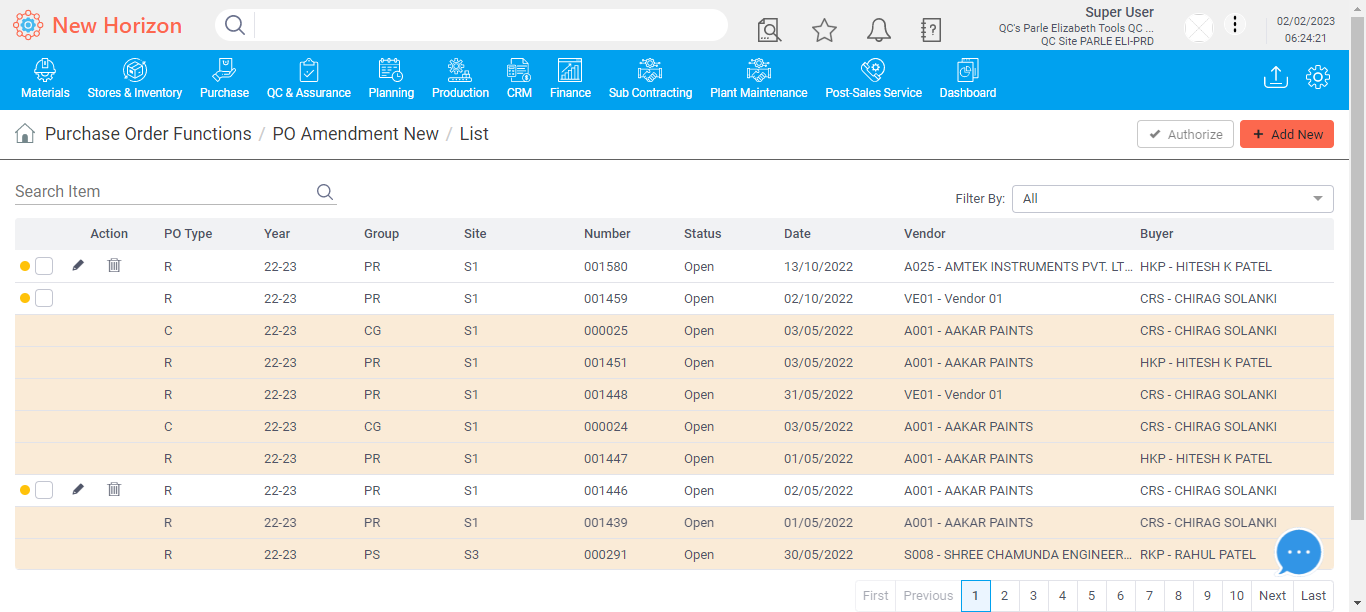 New Horizon
Super User
QC's Parle Elizabeth Tools QC ...
QC Site PARLE ELI-PRD
02/02/2023
06:24:21
Materials Stores & Inventory Purchase QC & Assurance Planning Production CRM Finance Sub Contracting Plant Maintenance Post-Sales Service Dashboard
Purchase Order Functions / PO Amendment New / List
Authorize + Add New
Search Item
Filter By: All
Action PO Type Year Group Site Number Status Date Vendor Buyer
R 22-23 PR S1 001580 Open 13/10/2022 A025 - AMTEK INSTRUMENTS PVT. LT... HKP - HITESH K PATEL
R 22-23 PR S1 001459 Open 02/10/2022 VE01 - Vendor 01 CRS - CHIRAG SOLANKI
C 22-23 CG S1 000025 Open 03/05/2022 A001 - AAKAR PAINTS CRS - CHIRAG SOLANKI
R 22-23 PR S1 001451 Open 03/05/2022 A001 - AAKAR PAINTS HKP - HITESH K PATEL
R 22-23 PR S1 001448 Open 31/05/2022 VE01 - Vendor 01 CRS - CHIRAG SOLANKI
C 22-23 CG S1 000024 Open 03/05/2022 A001 - AAKAR PAINTS CRS - CHIRAG SOLANKI
R 22-23 PR S1 001447 Open 01/05/2022 A001 - AAKAR PAINTS HKP - HITESH K PATEL
R 22-23 PR S1 001446 Open 02/05/2022 A001 - AAKAR PAINTS CRS - CHIRAG SOLANKI
R 22-23 PR S1 001439 Open 01/05/2022 A001 - AAKAR PAINTS CRS - CHIRAG SOLANKI
R 22-23 PS S3 000291 Open 30/05/2022 S008 - SHREE CHAMUNDA ENGINEER... RKP - RAHUL PATEL
First Previous 1 2 3 4 5 6 7 8 9 10 Next Last